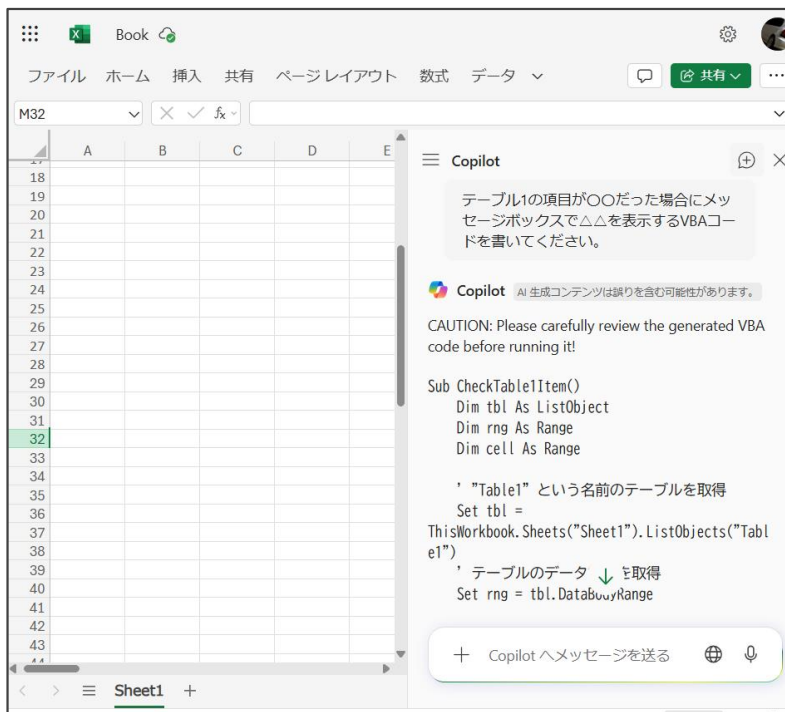 Book
ファイル ホーム 挿入 共有 ページ レイアウト 数式 データ 共有
M32 fx
A B C D E
18
19
20
21
22
23
24
25
26
27
28
29
30
31
32
33
34
35
36
37
38
39
40
41
42
43
Sheet1
Copilot
テーブル1の項目が〇〇だった場合にメッ
セージボックスで△△を表示するVBAコー
ドを書いてください。
Copilot AI 生成コンテンツは誤りを含む可能性があります。
CAUTION: Please carefully review the generated VBA
code before running it!
Sub CheckTable1Item()
Dim tbl As ListObject
Dim rng As Range
Dim cell As Range
' "Table1" という名前のテーブルを取得
Set tbl =
ThisWorkbook.Sheets("Sheet1").ListObjects("Tabl
e1")
' テーブルのデータ を取得
Set rng = tbl.DataBodyRange
Copilot へメッセージを送る